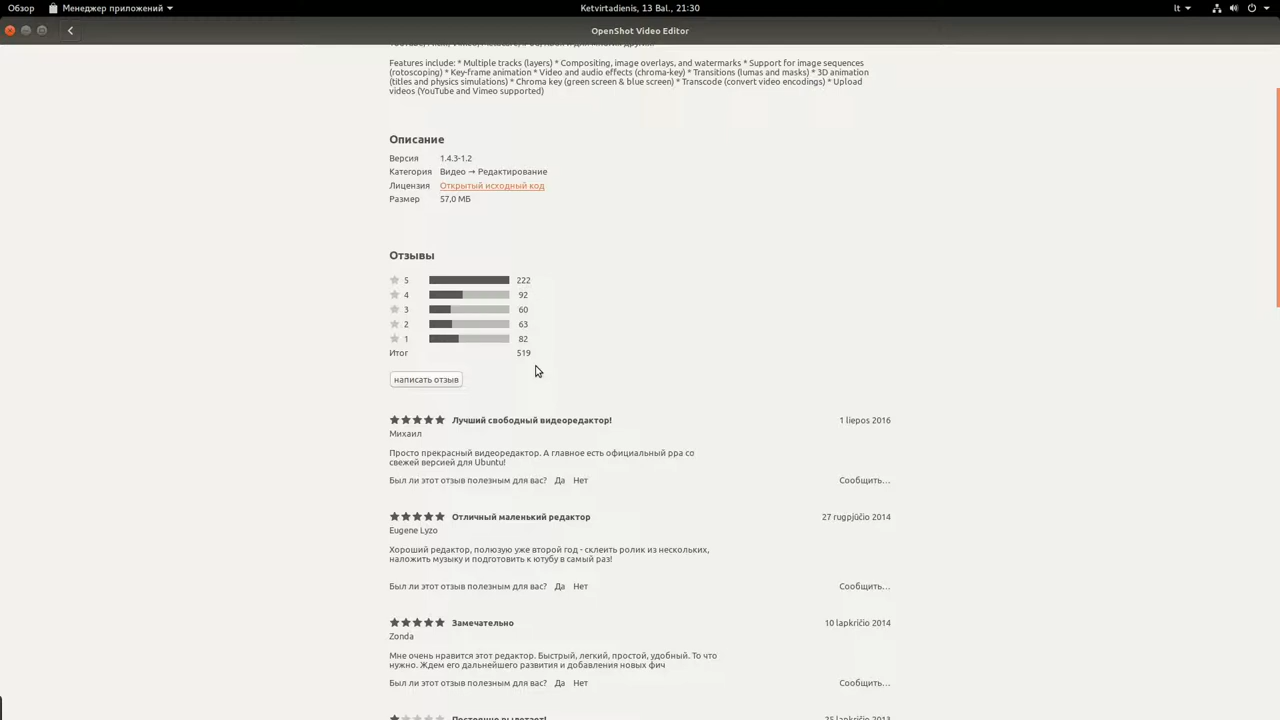 Обзор Менеджер приложений Ketvirtadienis, 13 Bal., 21:30 lt
OpenShot Video Editor
Features include: * Multiple tracks (layers) * Compositing, image overlays, and watermarks * Support for image sequences
(rotoscoping) * Key-frame animation * Video and audio effects (chroma-key) * Transitions (lumas and masks) * 3D animation
(titles and physics simulations) * Chroma key (green screen & blue screen) * Transcode (convert video encodings) * Upload
videos (YouTube and Vimeo supported)
Описание
Версия 1.4.3-1.2
Категория Видео → Редактирование
Лицензия Открытый исходный код
Размер 57,0 МБ
Отзывы
5 222
4 92
3 60
2 63
1 82
Итог 519
написать отзыв
Лучший свободный видеоредактор! 1 liepos 2016
Михаил
Просто прекрасный видеоредактор. А главное есть официальный ppa со
свежей версией для Ubuntu!
Был ли этот отзыв полезным для вас? Да Нет Сообщить...
Отличный маленький редактор 27 rugpjūčio 2014
Eugene Lyzo
Хороший редактор, полюзую уже второй год - склеить ролик из нескольких,
наложить музыку и подготовить к ютубу в самый раз!
Был ли этот отзыв полезным для вас? Да Нет Сообщить...
Замечательно 10 lapkričio 2014
Zonda
Мне очень нравится этот редактор. Быстрый, легкий, простой, удобный. То что
нужно. Ждем его дальнейшего развития и добавления новых фич
Был ли этот отзыв полезным для вас? Да Нет Сообщить...
Постоянно вылетает! 25 lapkričio 2013